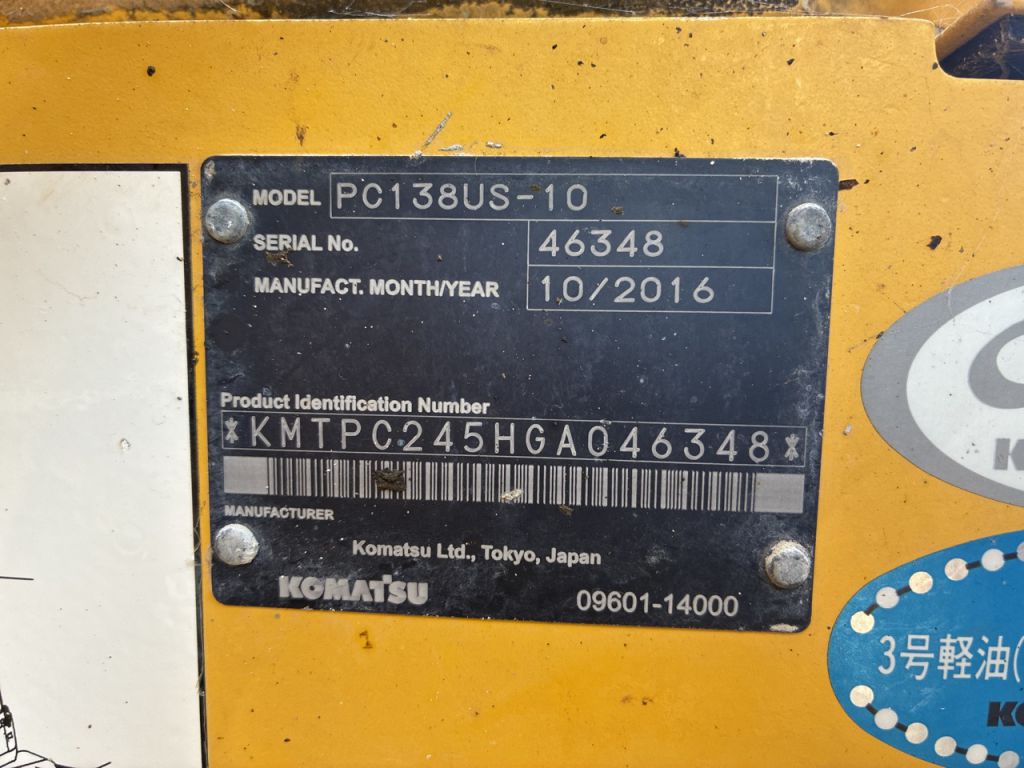 MODEL PC138US-10
SERIAL No. 46348
MANUFACT. MONTH/YEAR 10/2016
Product Identification Number
*KMTPC245HGA046348*
MANUFACTURER
Komatsu Ltd., Tokyo, Japan
KOMATSU
09601-14000
1
3号軽油(